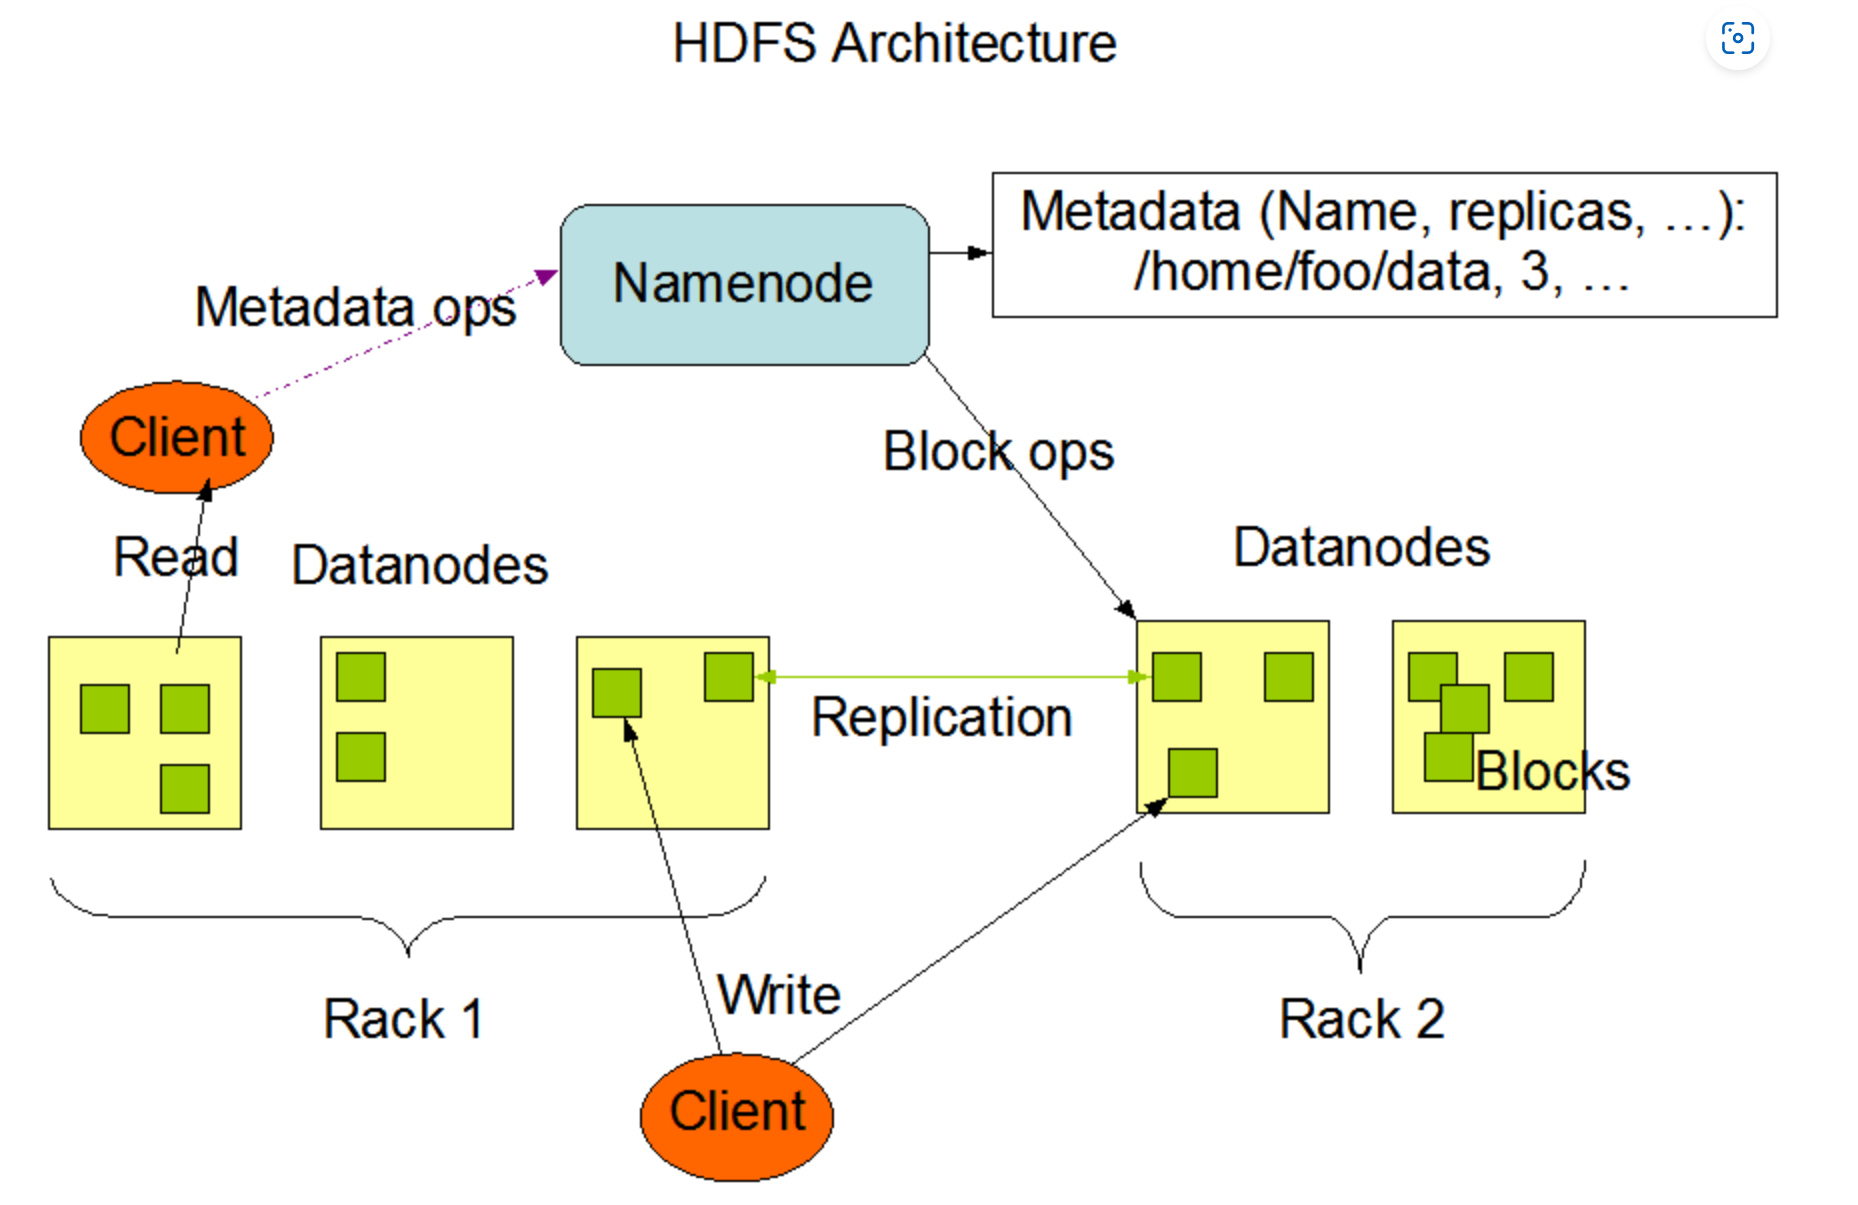 HDFS Architecture
Metadata (Name, replicas, …):
/home/foo/data, 3, …
Namenode
Metadata ops
Client
Block ops
Read
Datanodes
Datanodes
Replication
Blocks
Write
Rack 1
Rack 2
Client